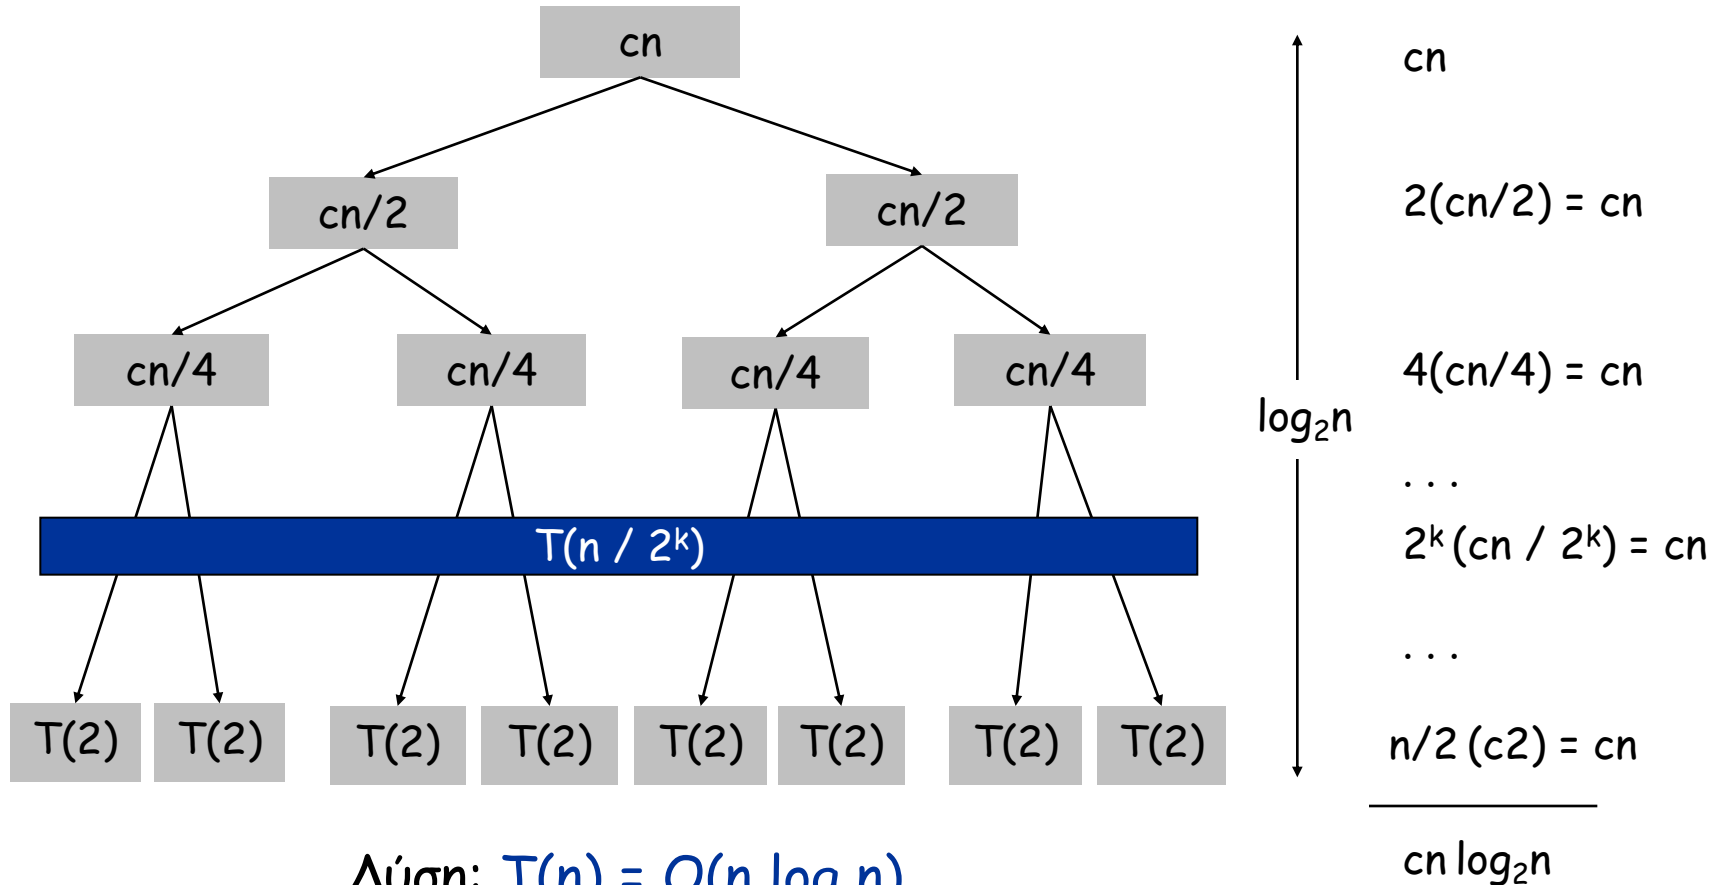 cn
cn
cn/2 cn/2
2(cn/2) = cn
cn/4 cn/4 cn/4 cn/4
4(cn/4) = cn
log₂n
. . .
T(n / 2ᵏ)
2ᵏ (cn / 2ᵏ) = cn
. . .
T(2) T(2) T(2) T(2) T(2) T(2) T(2) T(2)
n/2 (c2) = cn
cn log₂n
Λύση: T(n) = O(n log n)